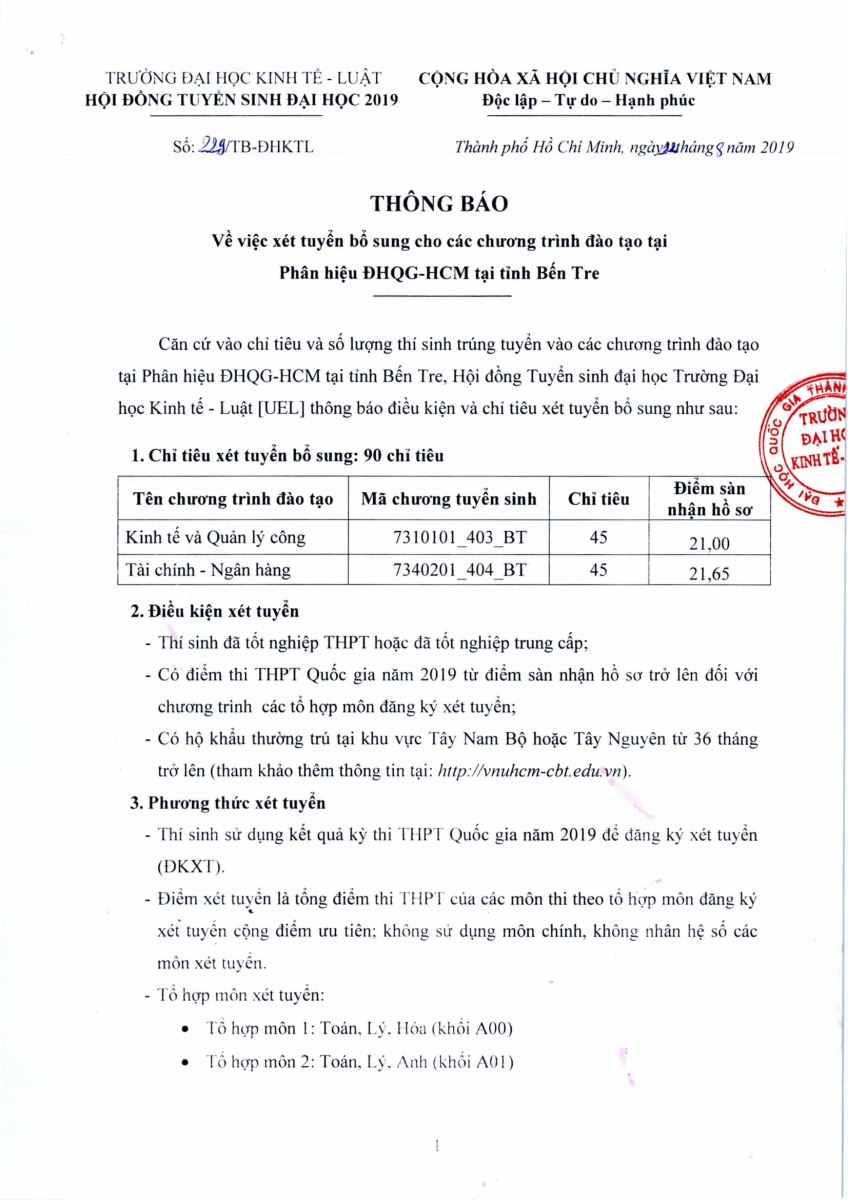 TRƯỜNG ĐẠI HỌC KINH TẾ - LUẬT
HỘI ĐỒNG TUYỂN SINH ĐẠI HỌC 2019
CỘNG HÒA XÃ HỘI CHỦ NGHĨA VIỆT NAM
Độc lập – Tự do – Hạnh phúc
Số: 229/TB-ĐHKTL
Thành phố Hồ Chí Minh, ngày tháng 8 năm 2019
THÔNG BÁO
Về việc xét tuyển bổ sung cho các chương trình đào tạo tại
Phân hiệu ĐHQG-HCM tại tỉnh Bến Tre
Căn cứ vào chỉ tiêu và số lượng thí sinh trúng tuyển vào các chương trình đào tạo
tại Phân hiệu ĐHQG-HCM tại tỉnh Bến Tre, Hội đồng Tuyển sinh đại học Trường Đại
học Kinh tế - Luật [UEL] thông báo điều kiện và chỉ tiêu xét tuyển bổ sung như sau:
1. Chỉ tiêu xét tuyển bổ sung: 90 chỉ tiêu
Tên chương trình đào tạo Mã chương tuyển sinh Chỉ tiêu Điểm sàn
nhận hồ sơ
Kinh tế và Quản lý công 7310101_403_BT 45 21,00
Tài chính - Ngân hàng 7340201_404_BT 45 21,65
2. Điều kiện xét tuyển
- Thí sinh đã tốt nghiệp THPT hoặc đã tốt nghiệp trung cấp;
- Có điểm thi THPT Quốc gia năm 2019 từ điểm sàn nhận hồ sơ trở lên đối với
chương trình các tổ hợp môn đăng ký xét tuyển;
- Có hộ khẩu thường trú tại khu vực Tây Nam Bộ hoặc Tây Nguyên từ 36 tháng
trở lên (tham khảo thêm thông tin tại: http://vnuhcm-cbt.edu.vn).
3. Phương thức xét tuyển
- Thí sinh sử dụng kết quả kỳ thi THPT Quốc gia năm 2019 để đăng ký xét tuyển
(ĐKXT).
- Điểm xét tuyển là tổng điểm thi THPT của các môn thi theo tổ hợp môn đăng ký
xét tuyển cộng điểm ưu tiên; không sử dụng môn chính, không nhân hệ số các
môn xét tuyển.
- Tổ hợp môn xét tuyển:
• Tổ hợp môn 1: Toán, Lý, Hóa (khối A00)
• Tổ hợp môn 2: Toán, Lý, Anh (khối A01)
1
ĐẠI HỌC QUỐC GIA THÀN
TRƯỜN
ĐẠI HỌ
KINH TẾ-